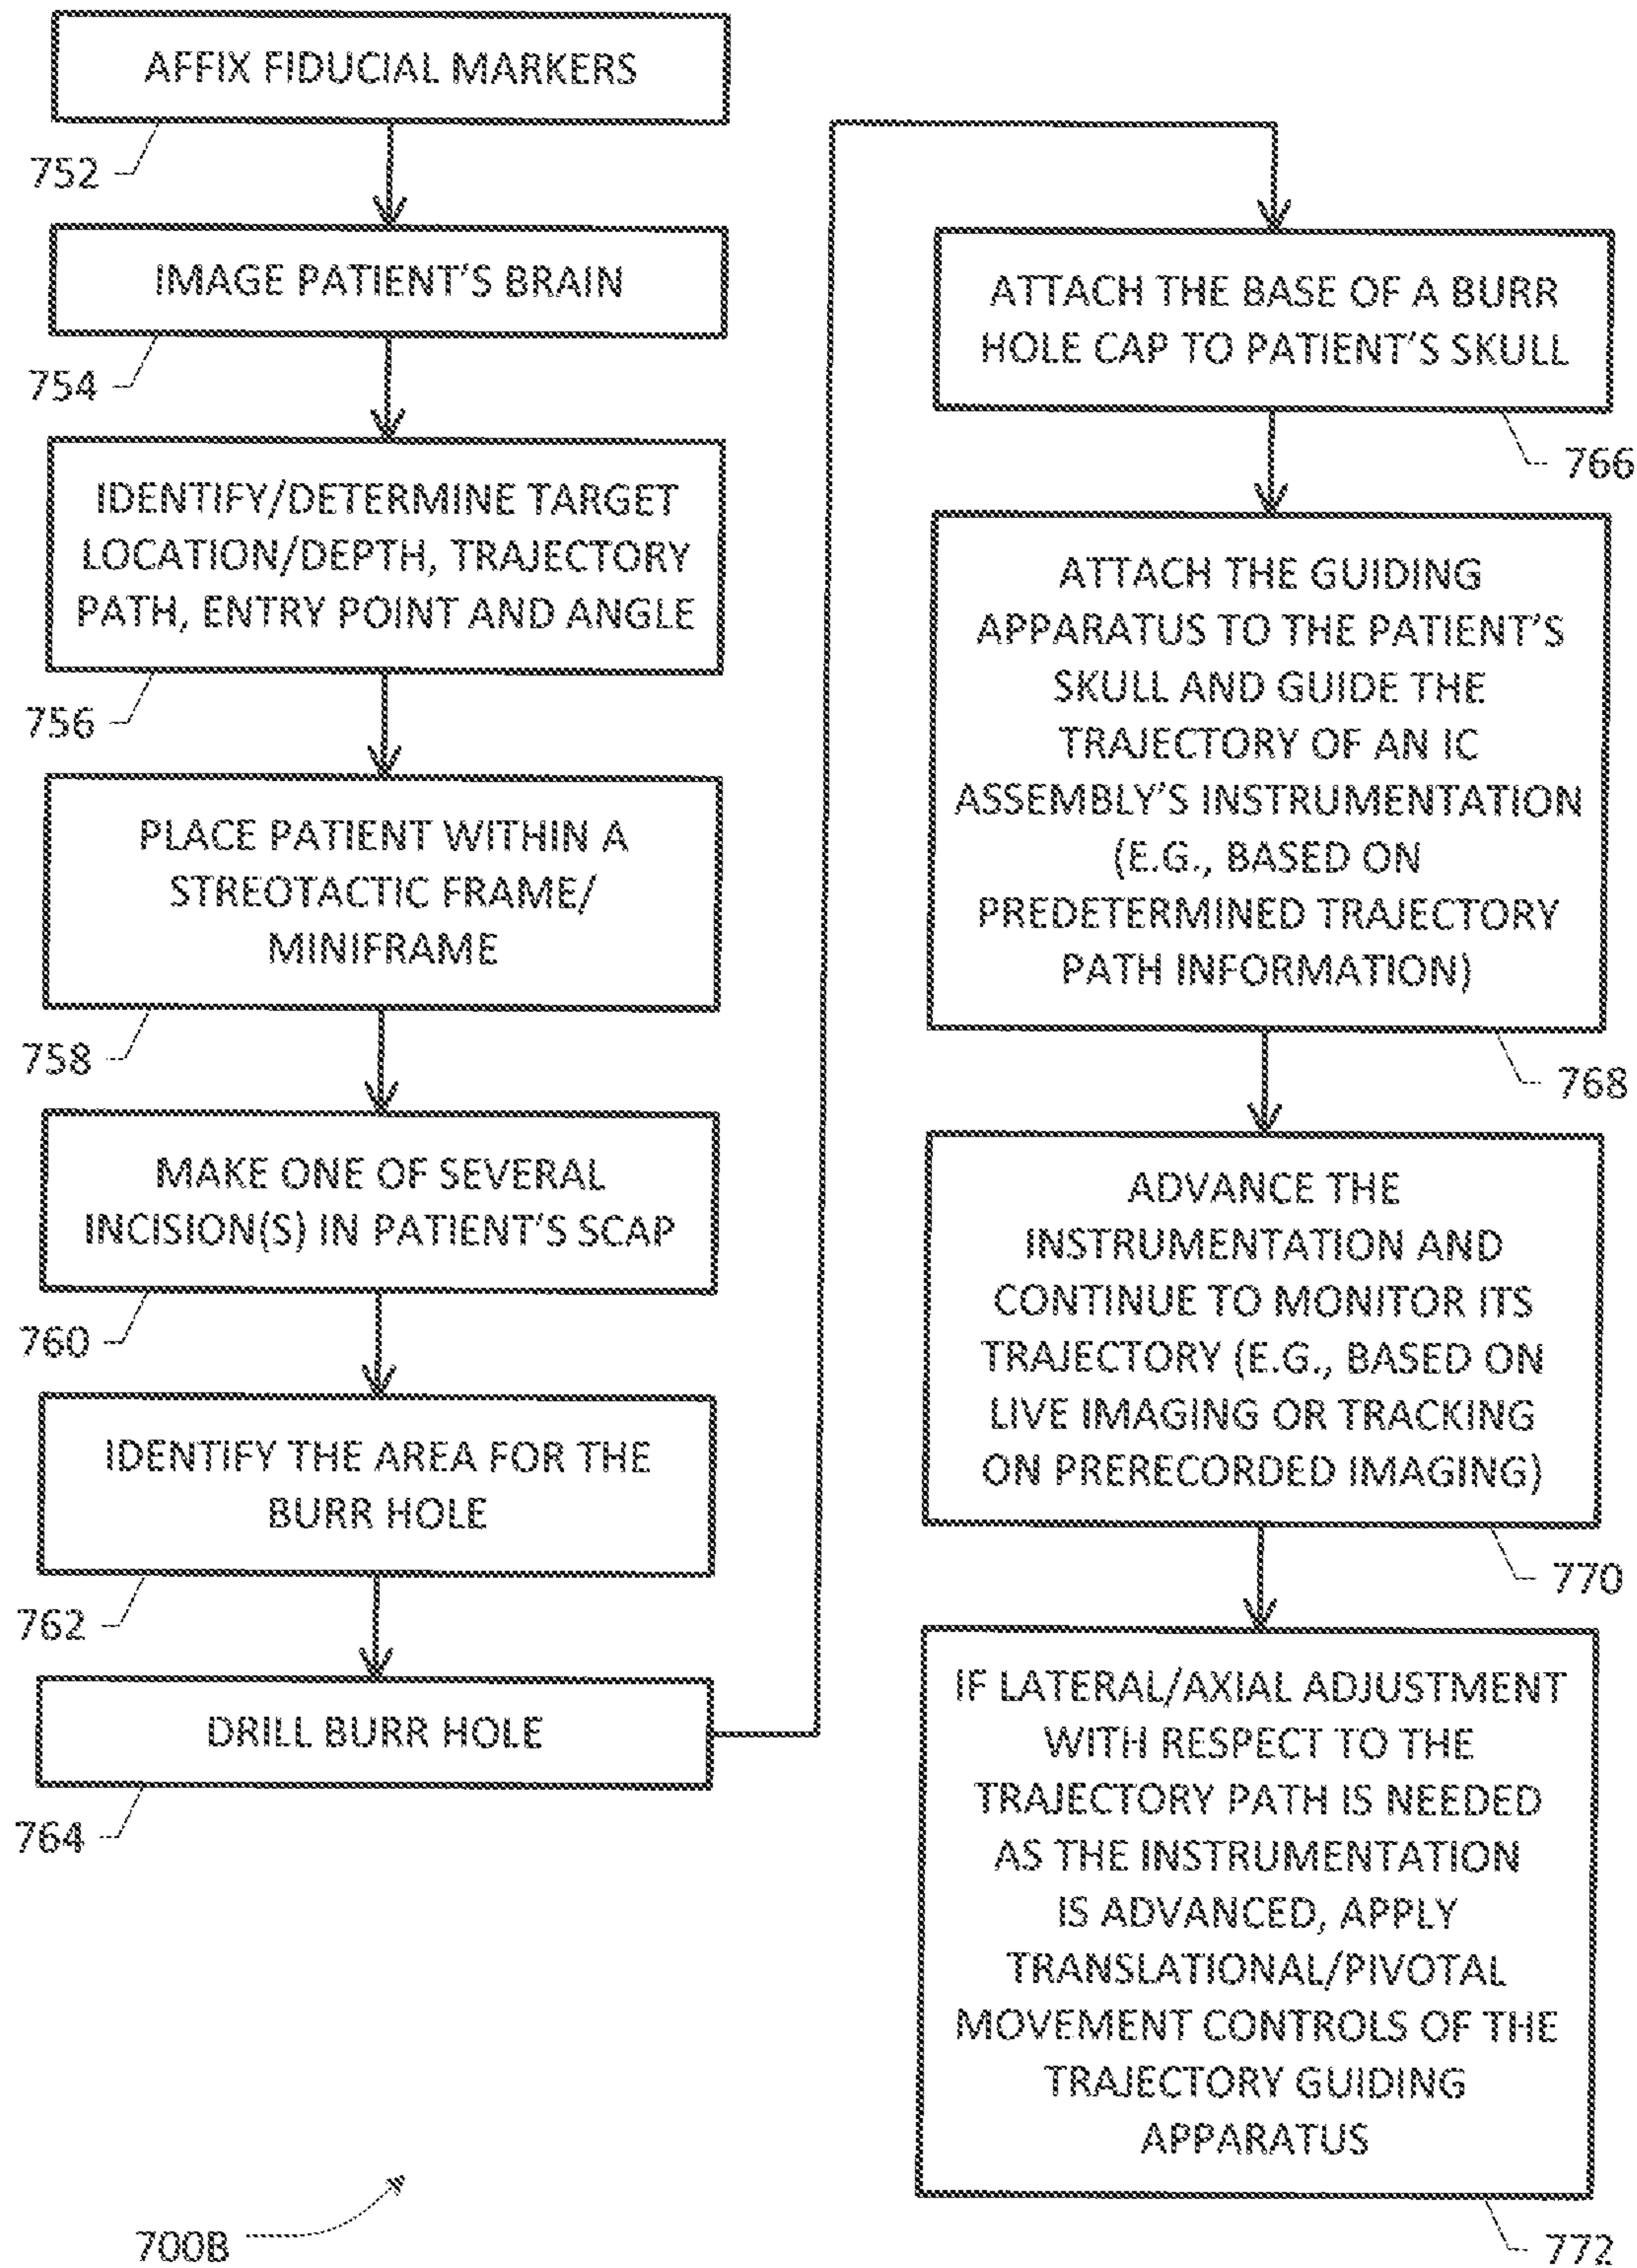 AFFIX FIDUCIAL MARKERS
752
IMAGE PATIENT'S BRAIN
754
IDENTIFY/DETERMINE TARGET
LOCATION/DEPTH, TRAJECTORY
PATH, ENTRY POINT AND ANGLE
756
PLACE PATIENT WITHIN A
STREOTACTIC FRAME/
MINIFRAME
758
MAKE ONE OF SEVERAL
INCISION(S) IN PATIENT'S SCAP
760
IDENTIFY THE AREA FOR THE
BURR HOLE
762
DRILL BURR HOLE
764
ATTACH THE BASE OF A BURR
HOLE CAP TO PATIENT'S SKULL
766
ATTACH THE GUIDING
APPARATUS TO THE PATIENT'S
SKULL AND GUIDE THE
TRAJECTORY OF AN IC
ASSEMBLY'S INSTRUMENTATION
(E.G., BASED ON
PREDETERMINED TRAJECTORY
PATH INFORMATION)
768
ADVANCE THE
INSTRUMENTATION AND
CONTINUE TO MONITOR ITS
TRAJECTORY (E.G., BASED ON
LIVE IMAGING OR TRACKING
ON PRERECORDED IMAGING)
770
IF LATERAL/AXIAL ADJUSTMENT
WITH RESPECT TO THE
TRAJECTORY PATH IS NEEDED
AS THE INSTRUMENTATION
IS ADVANCED, APPLY
TRANSLATIONAL/PIVOTAL
MOVEMENT CONTROLS OF THE
TRAJECTORY GUIDING
APPARATUS
772
700B